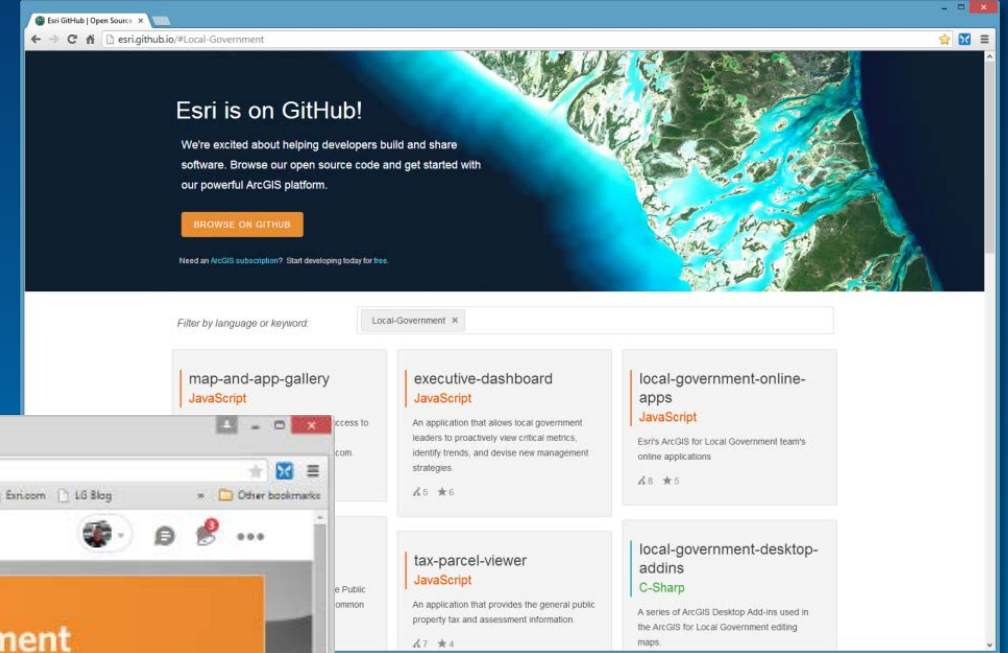 Esri GitHub | Open Source
esri.github.io/#Local-Government
Esri is on GitHub!
We're excited about helping developers build and share
software. Browse our open source code and get started with
our powerful ArcGIS platform.
BROWSE ON GITHUB
Need an ArcGIS subscription? Start developing today for free.
Filter by language or keyword:
Local-Government ×
map-and-app-gallery
JavaScript
ccess to
com
executive-dashboard
JavaScript
An application that allows local government
leaders to proactively view critical metrics,
identify trends, and devise new management
strategies.
5 ★ 6
local-government-online-
apps
JavaScript
Esri's ArcGIS for Local Government team's
online applications
8 ★ 5
e Public
ommon
tax-parcel-viewer
JavaScript
An application that provides the general public
property tax and assessment information.
7 ★ 4
local-government-desktop-
addins
C-Sharp
A series of ArcGIS Desktop Add-ins used in
the ArcGIS for Local Government editing
maps.
Esri.com
LG Blog
» Other bookmarks
3
ment